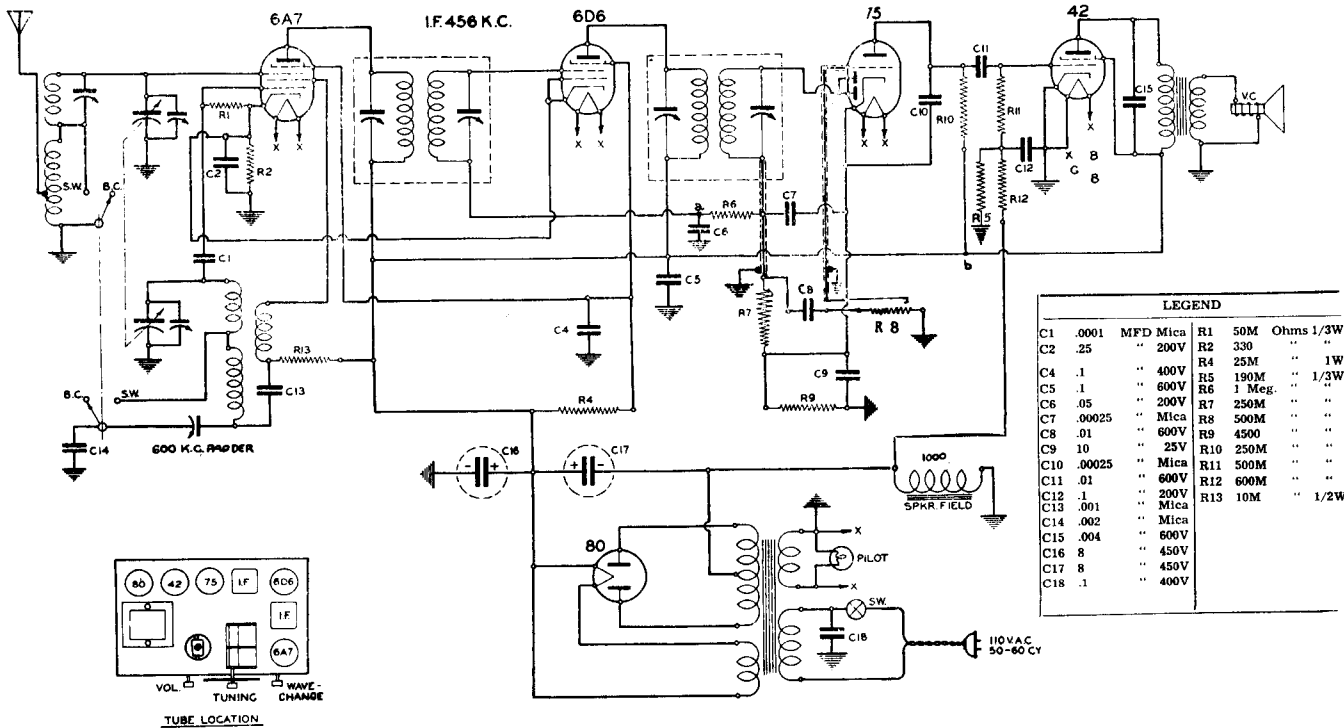 6A7
I.F. 456 K.C.
6D6
75
42
C11
C15
V.C.
R1
C10
R10
R11
C2
R2
X X
X X
X X
X
G
8
8
C12
S.W.
B.C.
C7
R6
a
C6
R5
R12
C1
C5
b
C8
R7
R 8
C4
R13
C9
C13
R4
R9
B.C.
S.W.
C14
600 K.C. PADDER
- C16 +
+ C17 -
1000
SPKR. FIELD
80
X
PILOT
X
SW.
C18
110 V. A.C.
50-60 CY
80 42 75 I.F. 6D6
I.F.
6A7
VOL.
TUNING
WAVE-
CHANGE
TUBE LOCATION
LEGEND
C1 .0001 MFD Mica R1 50M Ohms 1/3W
C2 .25 " 200V R2 330 " "
R4 25M " 1W
C4 .1 " 400V R5 190M " 1/3W
C5 .1 " 600V R6 1 Meg. " "
C6 .05 " 200V R7 250M " "
C7 .00025 " Mica R8 500M " "
C8 .01 " 600V R9 4500 " "
C9 10 " 25V R10 250M " "
C10 .00025 " Mica R11 500M " "
C11 .01 " 600V R12 600M " "
C12 .1 " 200V R13 10M " 1/2W
C13 .001 " Mica
C14 .002 " Mica
C15 .004 " 600V
C16 8 " 450V
C17 8 " 450V
C18 .1 " 400V